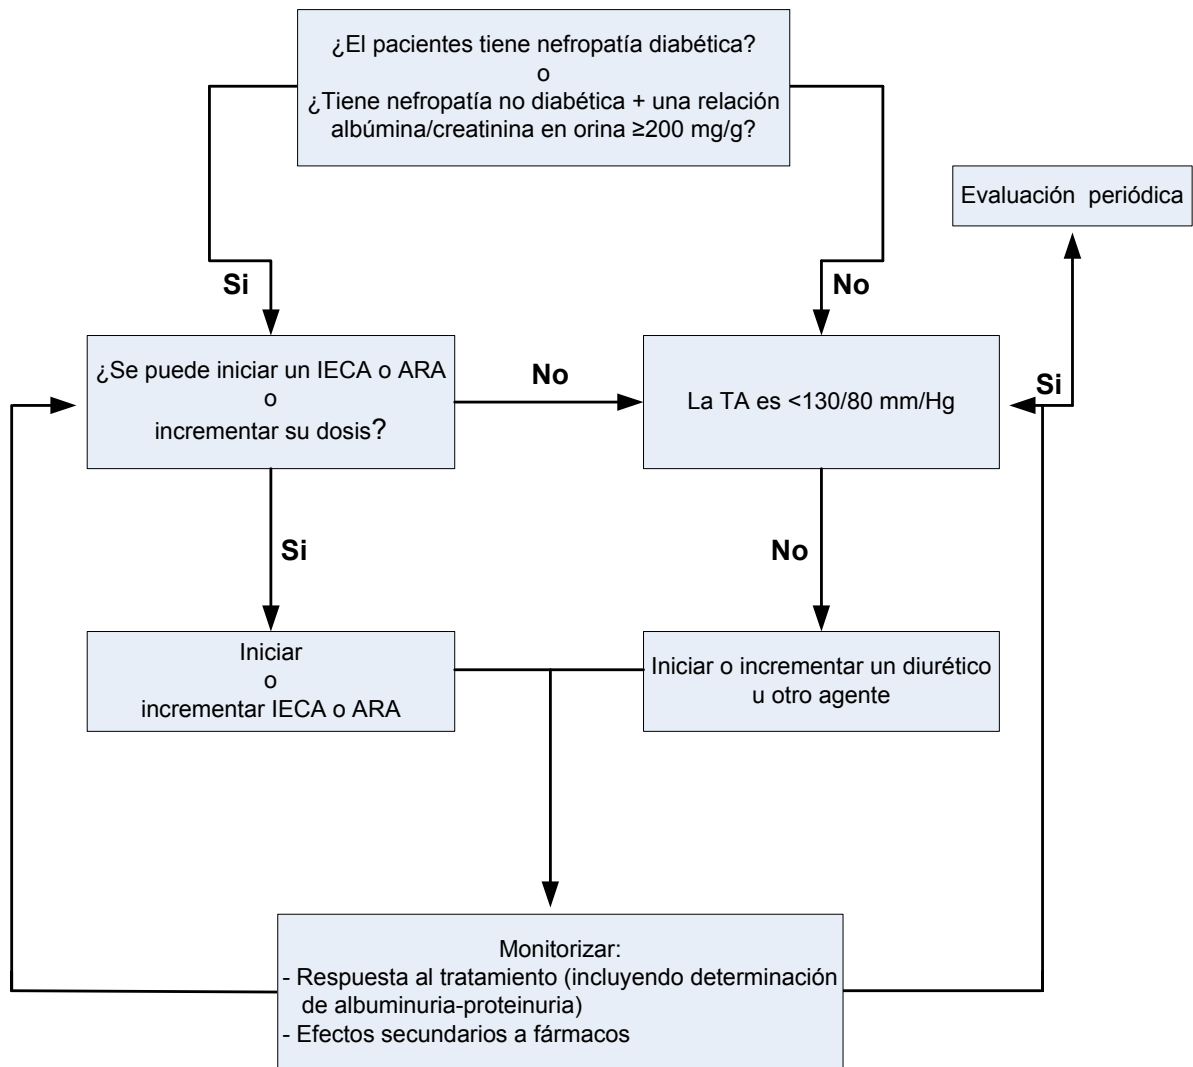 ¿El pacientes tiene nefropatía diabética?
o
¿Tiene nefropatía no diabética + una relación
albúmina/creatinina en orina ≥200 mg/g?
Evaluación periódica
Si
No
¿Se puede iniciar un IECA o ARA
o
incrementar su dosis?
No
La TA es <130/80 mm/Hg
Si
Si
No
Iniciar
o
incrementar IECA o ARA
Iniciar o incrementar un diurético
u otro agente
Monitorizar:
- Respuesta al tratamiento (incluyendo determinación
de albuminuria-proteinuria)
- Efectos secundarios a fármacos